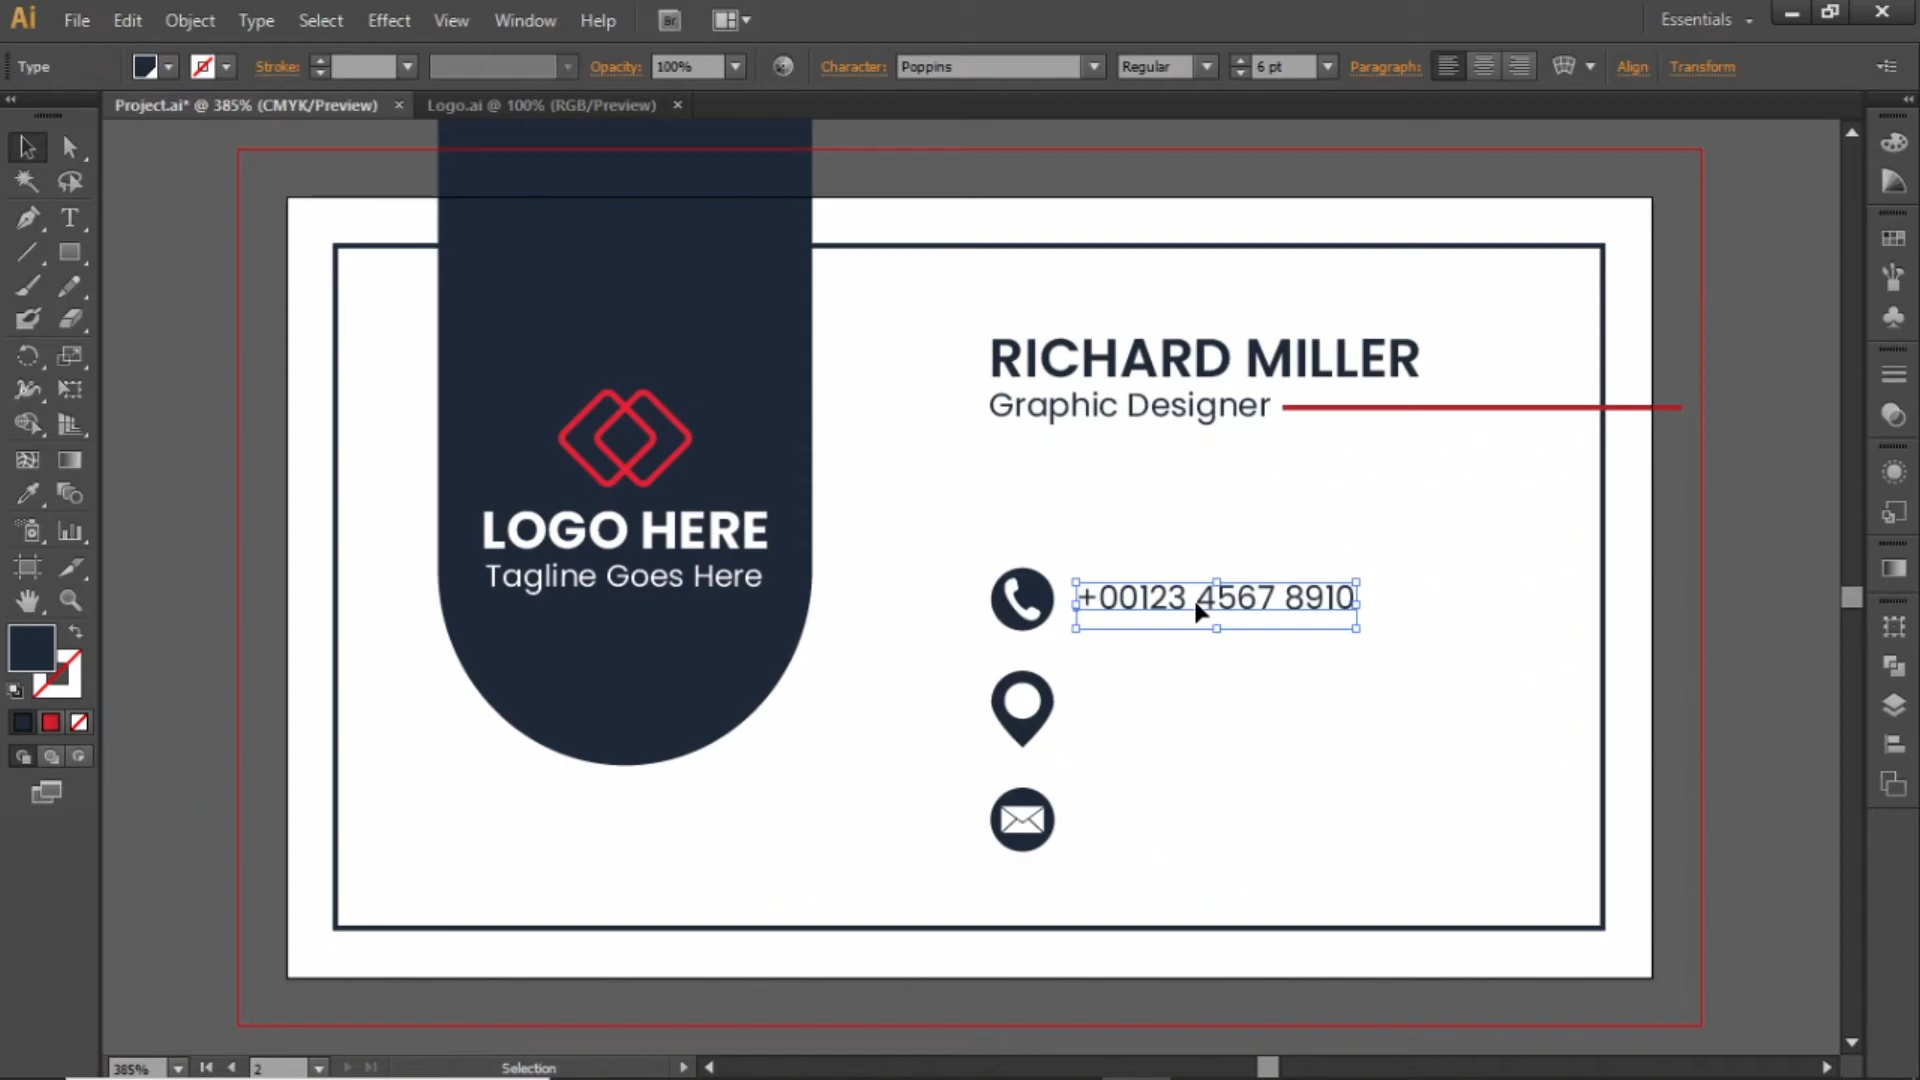 Ai File Edit Object Type Select Effect View Window Help Br Essentials
Type Stroke: Opacity: 100% Character: Poppins Regular 6 pt Paragraph: Align Transform
Project.ai* @ 385% (CMYK/Preview) × Logo.ai @ 100% (RGB/Preview) ×
RICHARD MILLER
Graphic Designer
LOGO HERE
Tagline Goes Here
+00123 4567 8910
385% 2 Selection